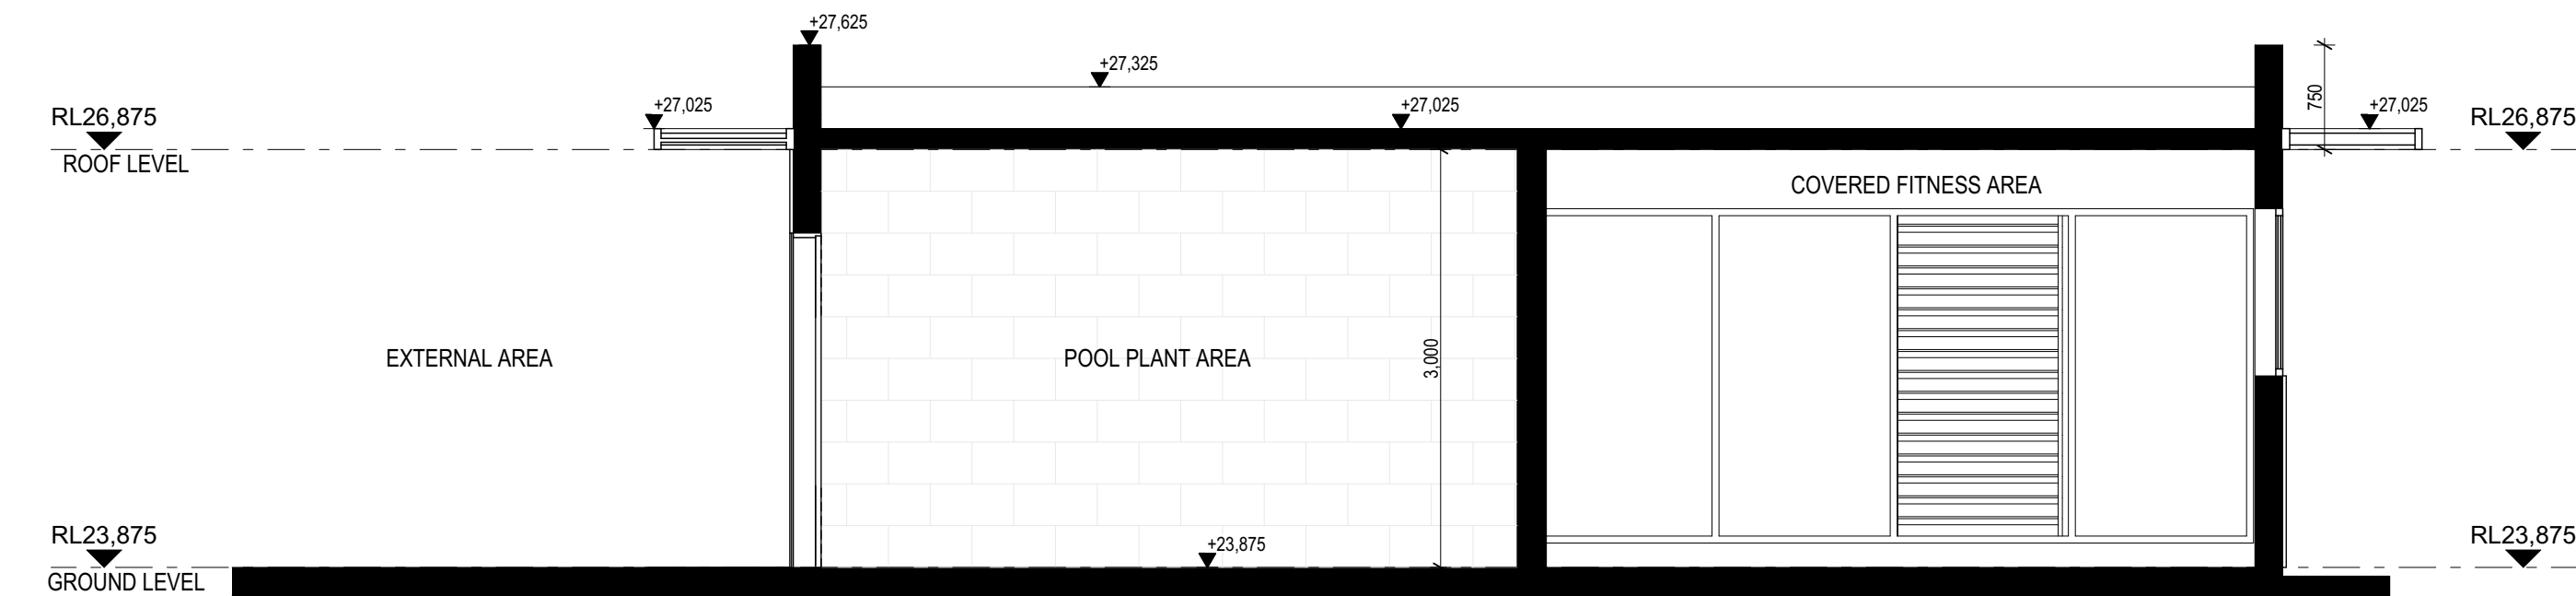 +27,625
+27,325
+27,025
+27,025
750
+27,025
RL26,875
RL26,875
ROOF LEVEL
COVERED FITNESS AREA
EXTERNAL AREA
POOL PLANT AREA
3,000
RL23,875
+23,875
RL23,875
GROUND LEVEL